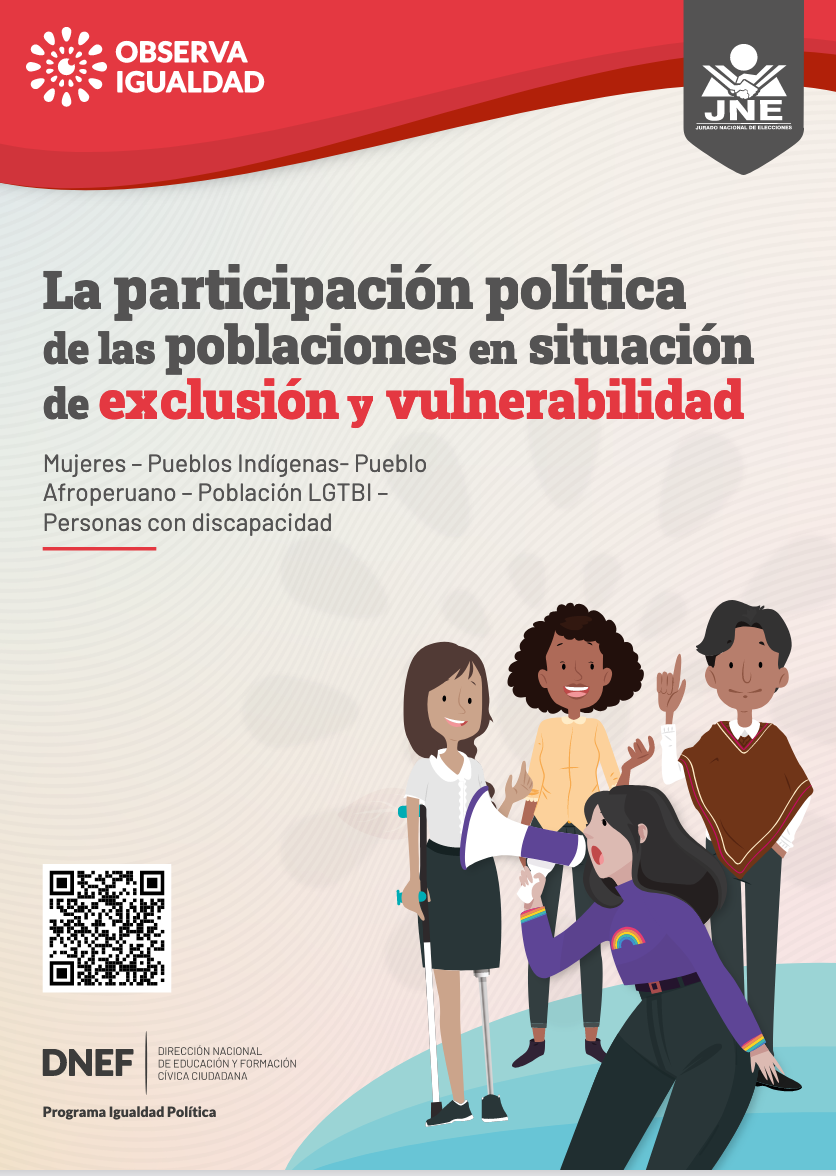 OBSERVA
IGUALDAD
JNE
JURADO NACIONAL DE ELECCIONES
La participación política
de las poblaciones en situación
de exclusión y vulnerabilidad
Mujeres – Pueblos Indígenas- Pueblo
Afroperuano – Población LGTBI –
Personas con discapacidad
DNEF
DIRECCIÓN NACIONAL
DE EDUCACIÓN Y FORMACIÓN
CÍVICA CIUDADANA
Programa Igualdad Política